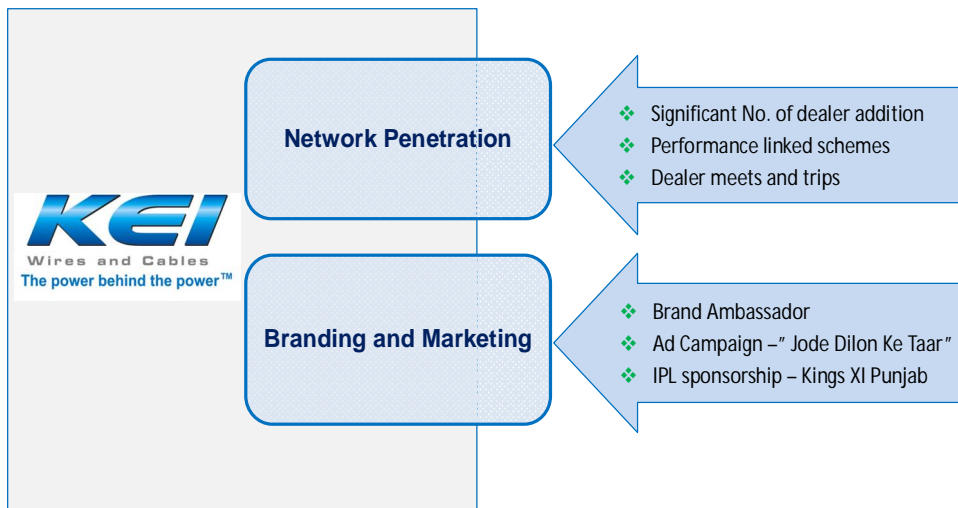 KEI
Wires and Cables
The power behind the power™
Network Penetration
Significant No. of dealer addition
Performance linked schemes
Dealer meets and trips
Branding and Marketing
Brand Ambassador
Ad Campaign –" Jode Dilon Ke Taar"
IPL sponsorship – Kings XI Punjab